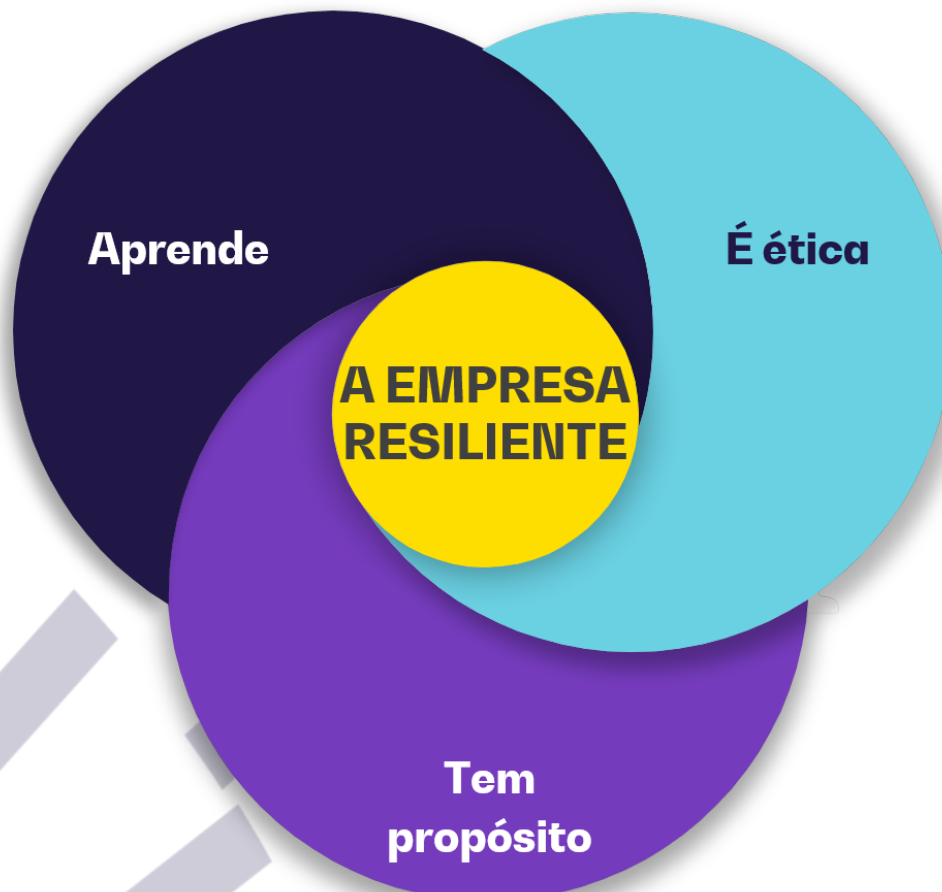 Aprende
É ética
A EMPRESA
RESILIENTE
Tem
propósito